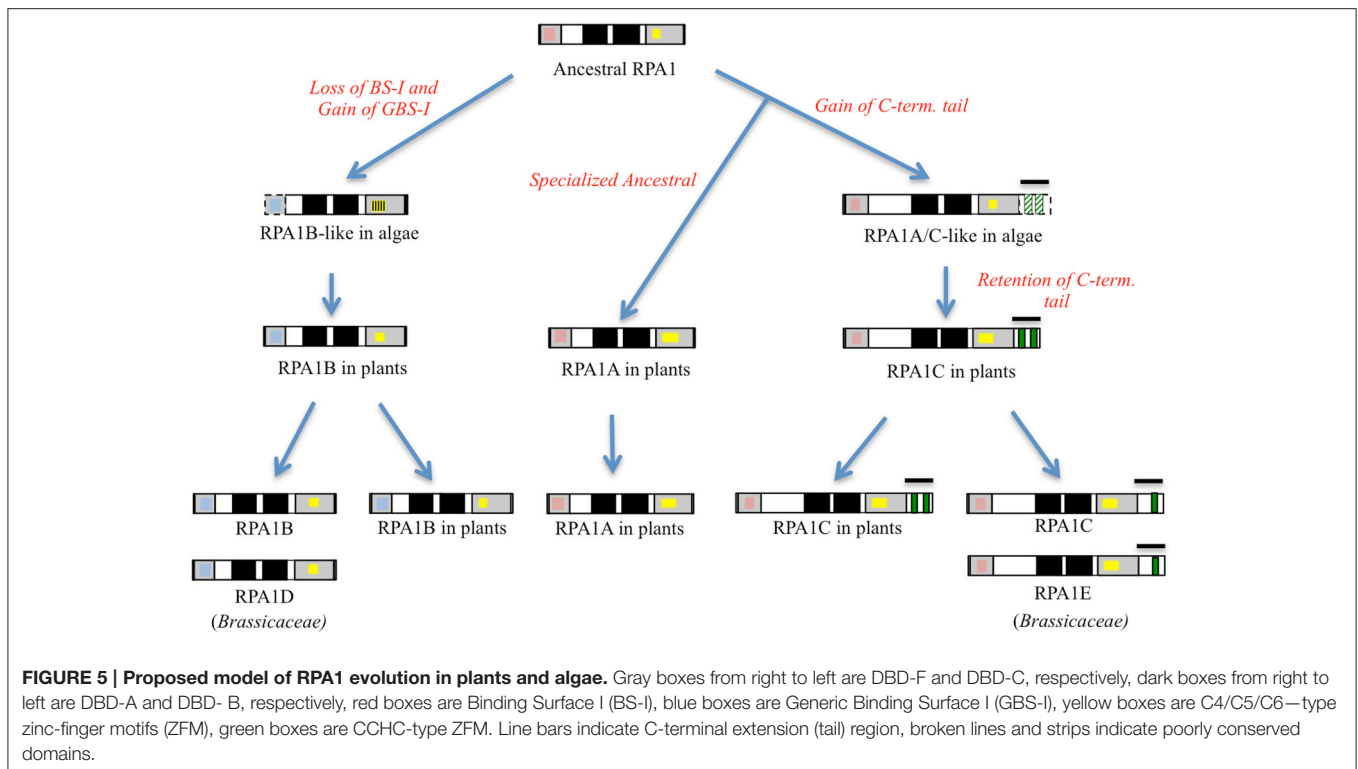 Ancestral RPA1
Loss of BS-I and
Gain of GBS-I
Gain of C-term. tail
Specialized Ancestral
RPA1B-like in algae
RPA1A/C-like in algae
Retention of C-term.
tail
RPA1B in plants
RPA1A in plants
RPA1C in plants
RPA1B
RPA1B in plants
RPA1A in plants
RPA1C in plants
RPA1C
RPA1D
(Brassicaceae)
RPA1E
(Brassicaceae)
FIGURE 5 | Proposed model of RPA1 evolution in plants and algae. Gray boxes from right to left are DBD-F and DBD-C, respectively, dark boxes from right to
left are DBD-A and DBD- B, respectively, red boxes are Binding Surface I (BS-I), blue boxes are Generic Binding Surface I (GBS-I), yellow boxes are C4/C5/C6—type
zinc-finger motifs (ZFM), green boxes are CCHC-type ZFM. Line bars indicate C-terminal extension (tail) region, broken lines and strips indicate poorly conserved
domains.